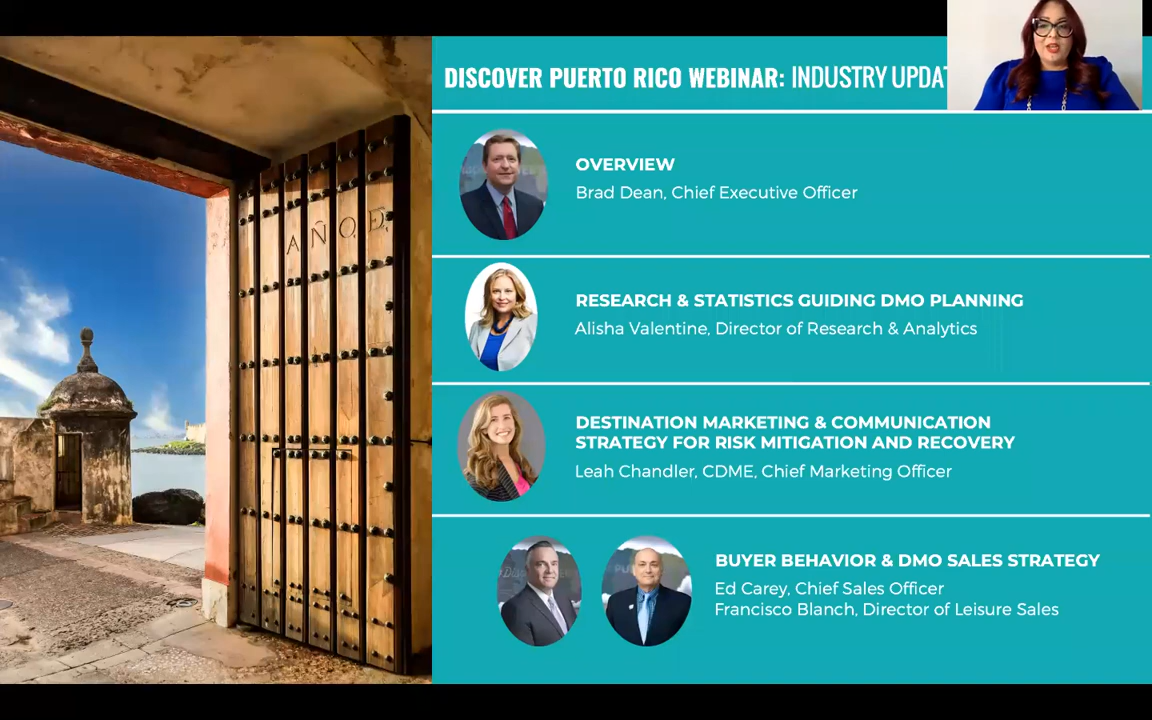 DISCOVER PUERTO RICO WEBINAR: INDUSTRY
OVERVIEW
Brad Dean, Chief Executive Officer
RESEARCH & STATISTICS GUIDING DMO PLANNING
Alisha Valentine, Director of Research & Analytics
DESTINATION MARKETING & COMMUNICATION
STRATEGY FOR RISK MITIGATION AND RECOVERY
Leah Chandler, CDME, Chief Marketing Officer
BUYER BEHAVIOR & DMO SALES STRATEGY
Ed Carey, Chief Sales Officer
Francisco Blanch, Director of Leisure Sales
AÑO, D,